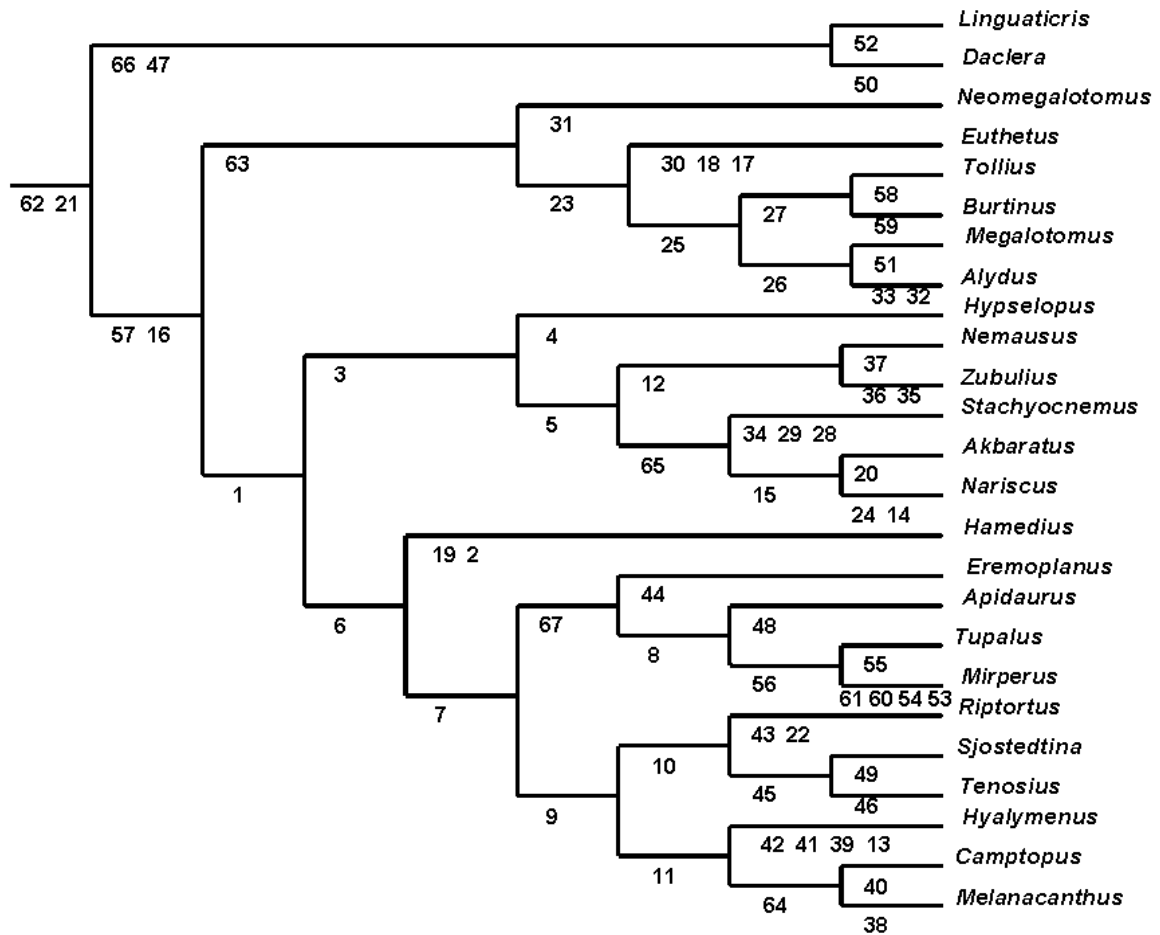 Linguaticris
52
Daclera
66 47
50
Neomegalotomus
31
Euthetus
63
30 18 17
Tollius
58
62 21
23
27
Burtinus
59
Megalotomus
25
51
26
Alydus
33 32
Hypselopus
57 16
4
Nemausus
37
3
12
Zubulius
36 35
Stachyocnemus
5
34 29 28
Akbaratus
65
20
1
15
Nariscus
24 14
Hamedius
19 2
Eremoplanus
44
Apidaurus
6
67
48
Tupalus
8
55
56
Mirperus
61 60 54 53
Riptortus
7
43 22
Sjostedtina
10
49
45
Tenosius
46
9
Hyalymenus
42 41 39 13
Camptopus
11
40
64
Melanacanthus
38